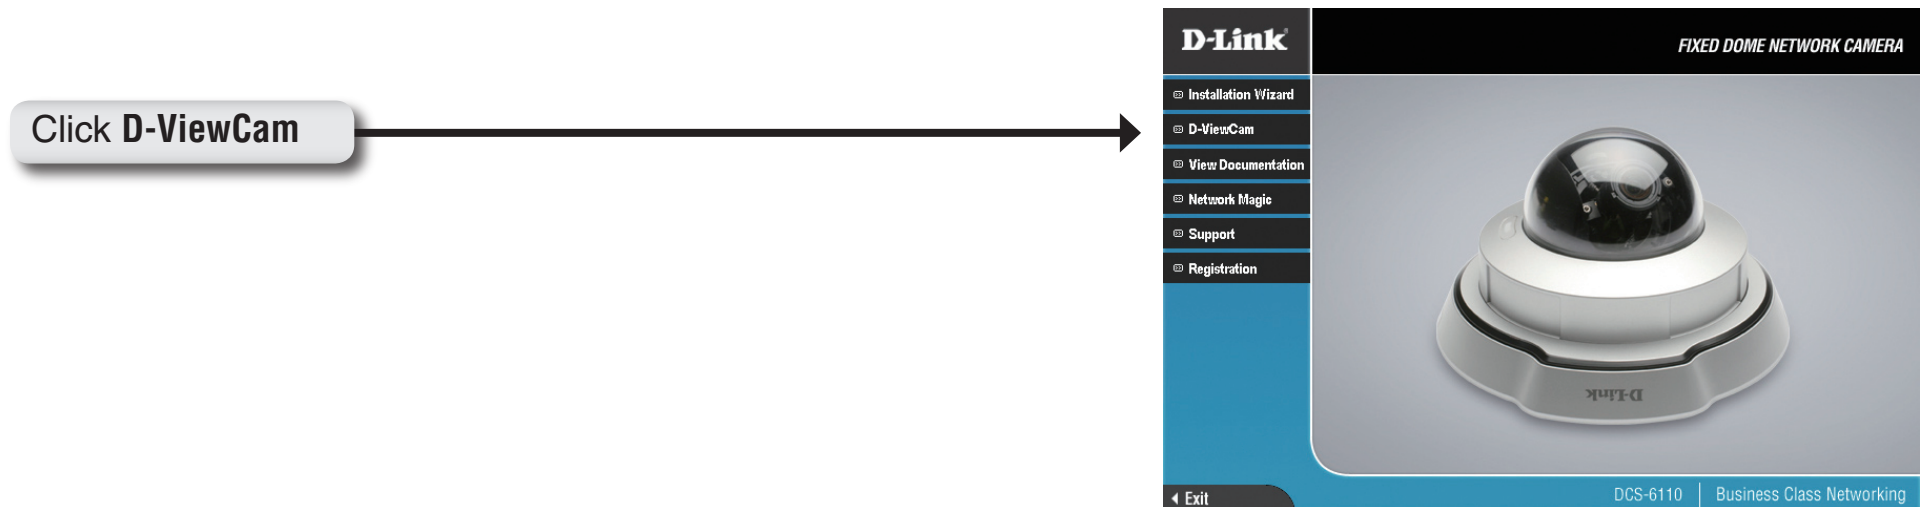 Click D-ViewCam
D-Link
FIXED DOME NETWORK CAMERA
Installation Wizard
D-ViewCam
View Documentation
Network Magic
Support
Registration
D-Link
Exit
DCS-6110 | Business Class Networking